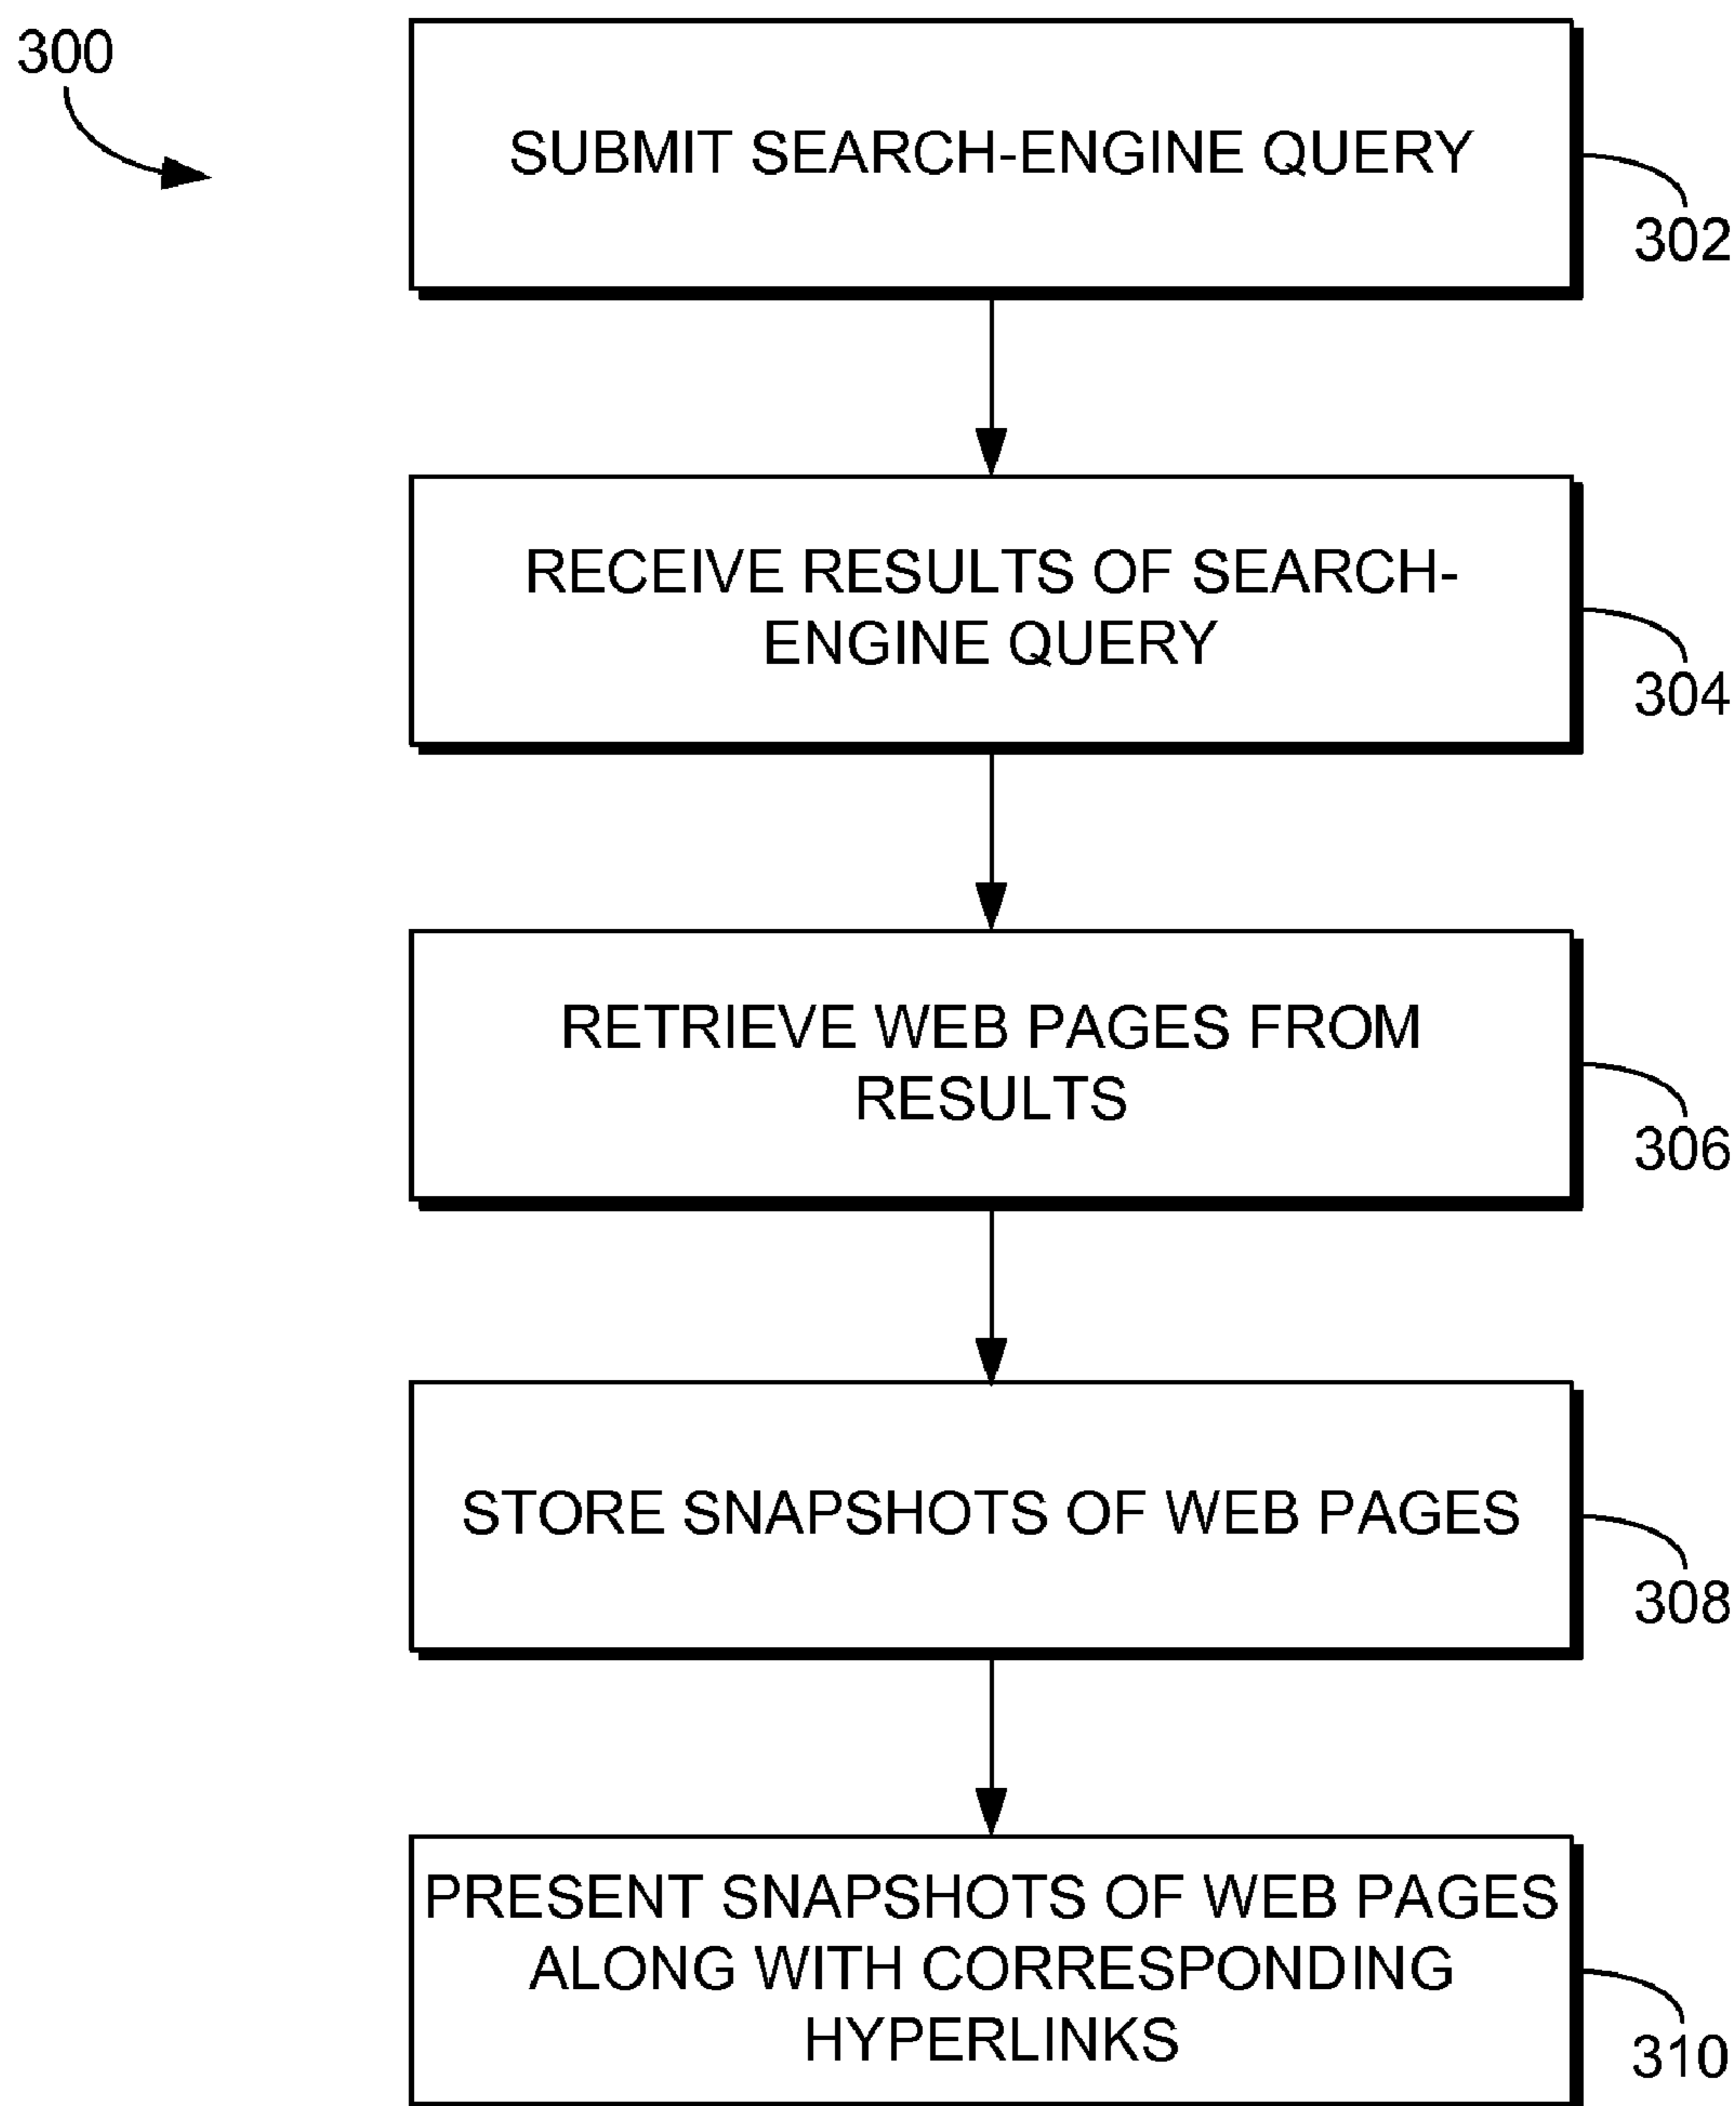 300
SUBMIT SEARCH-ENGINE QUERY
302
RECEIVE RESULTS OF SEARCH-
ENGINE QUERY
304
RETRIEVE WEB PAGES FROM
RESULTS
306
STORE SNAPSHOTS OF WEB PAGES
308
PRESENT SNAPSHOTS OF WEB PAGES
ALONG WITH CORRESPONDING
HYPERLINKS
310